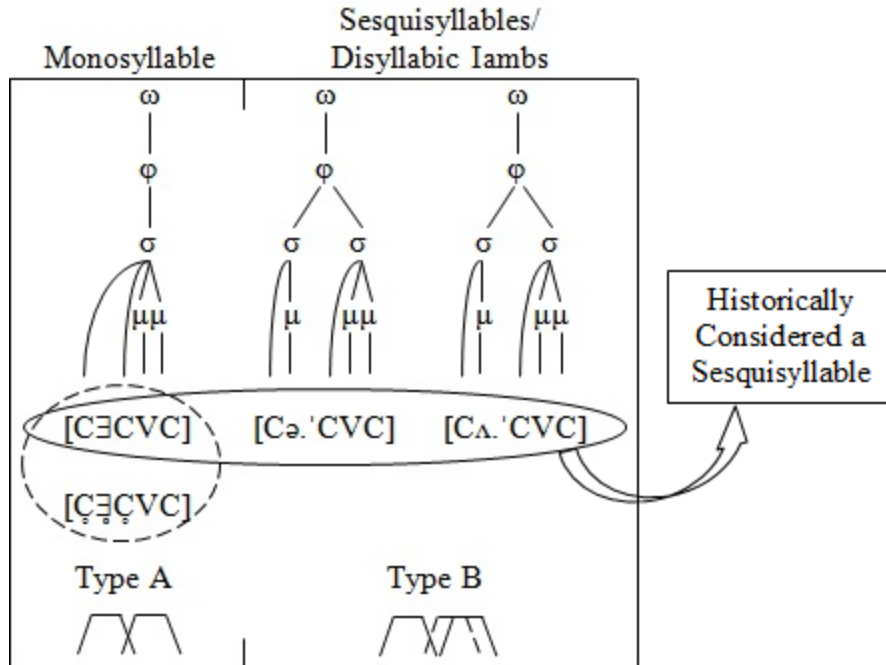 Sesquisyllables/
Monosyllable Disyllabic Iambs
ω ω ω
φ φ φ
σ σ σ σ σ
μμ μ μμ μ μμ
Historically
Considered a
Sesquisyllable
[CƎCVC] [Cə.ˈCVC] [Cʌ.ˈCVC]
[C̥Ǝ̥C̥VC]
Type A Type B